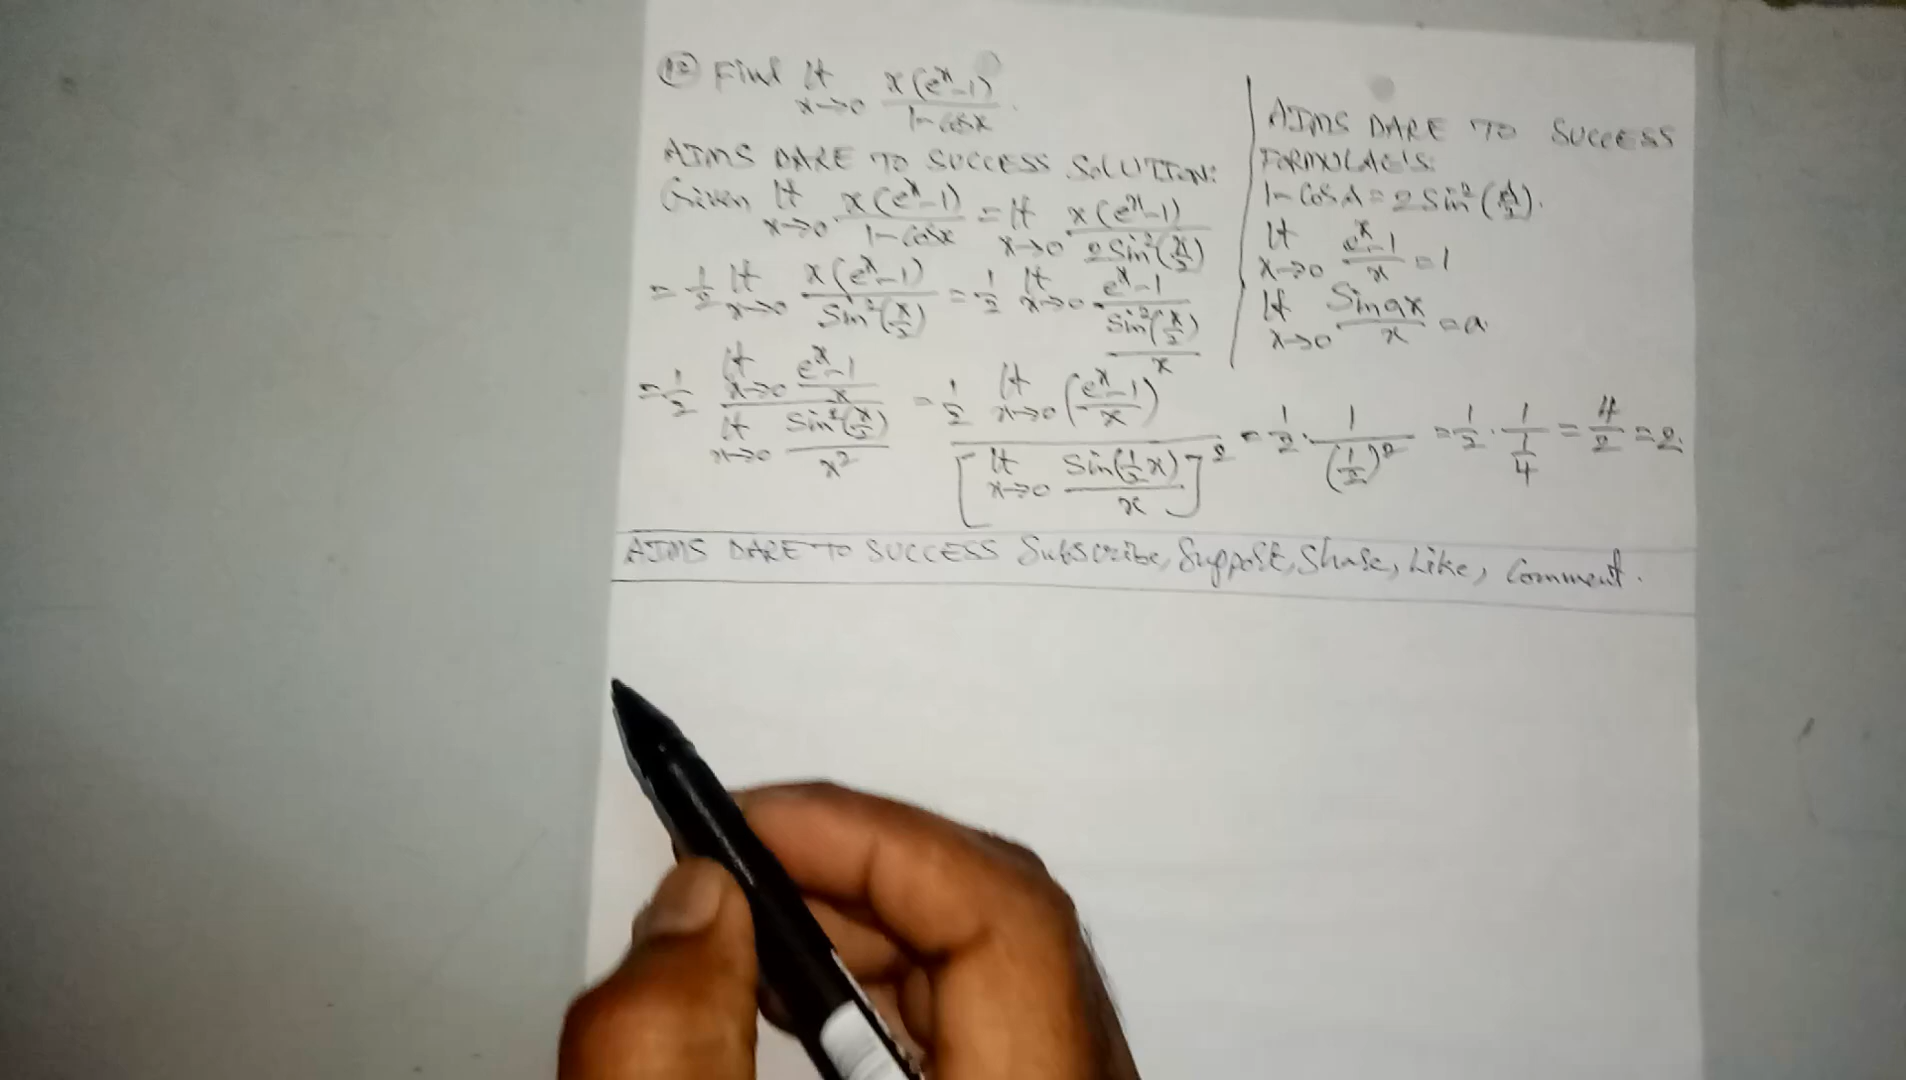 (12) Find lt x→0 x(e^x-1)/(1-cosx).
AIMS DARE TO SUCCESS SOLUTION:
Given lt x→0 x(e^x-1)/(1-cosx) = lt x→0 x(e^x-1)/(2Sin²(x/2))
= 1/2 lt x→0 x(e^x-1)/(Sin²(x/2)) = 1/2 lt x→0 (e^x-1)/(Sin²(x/2)/x)
= 1/2 (lt x→0 (e^x-1)/x)/(lt x→0 Sin²(x/2)/x²) = 1/2 (lt x→0 ((e^x-1)/x))/[lt x→0 Sin(1/2 x)/x]² = 1/2 · 1/(1/2)² = 1/2 · 1/(1/4) = 4/2 = 2.
AIMS DARE TO SUCCESS
FORMULAE'S:
1-CosA = 2Sin²(A/2).
lt x→0 (e^x-1)/x = 1
lt x→0 Sinax/x = a.
AIMS DARE TO SUCCESS Subscribe, Support, Share, Like, Comment.